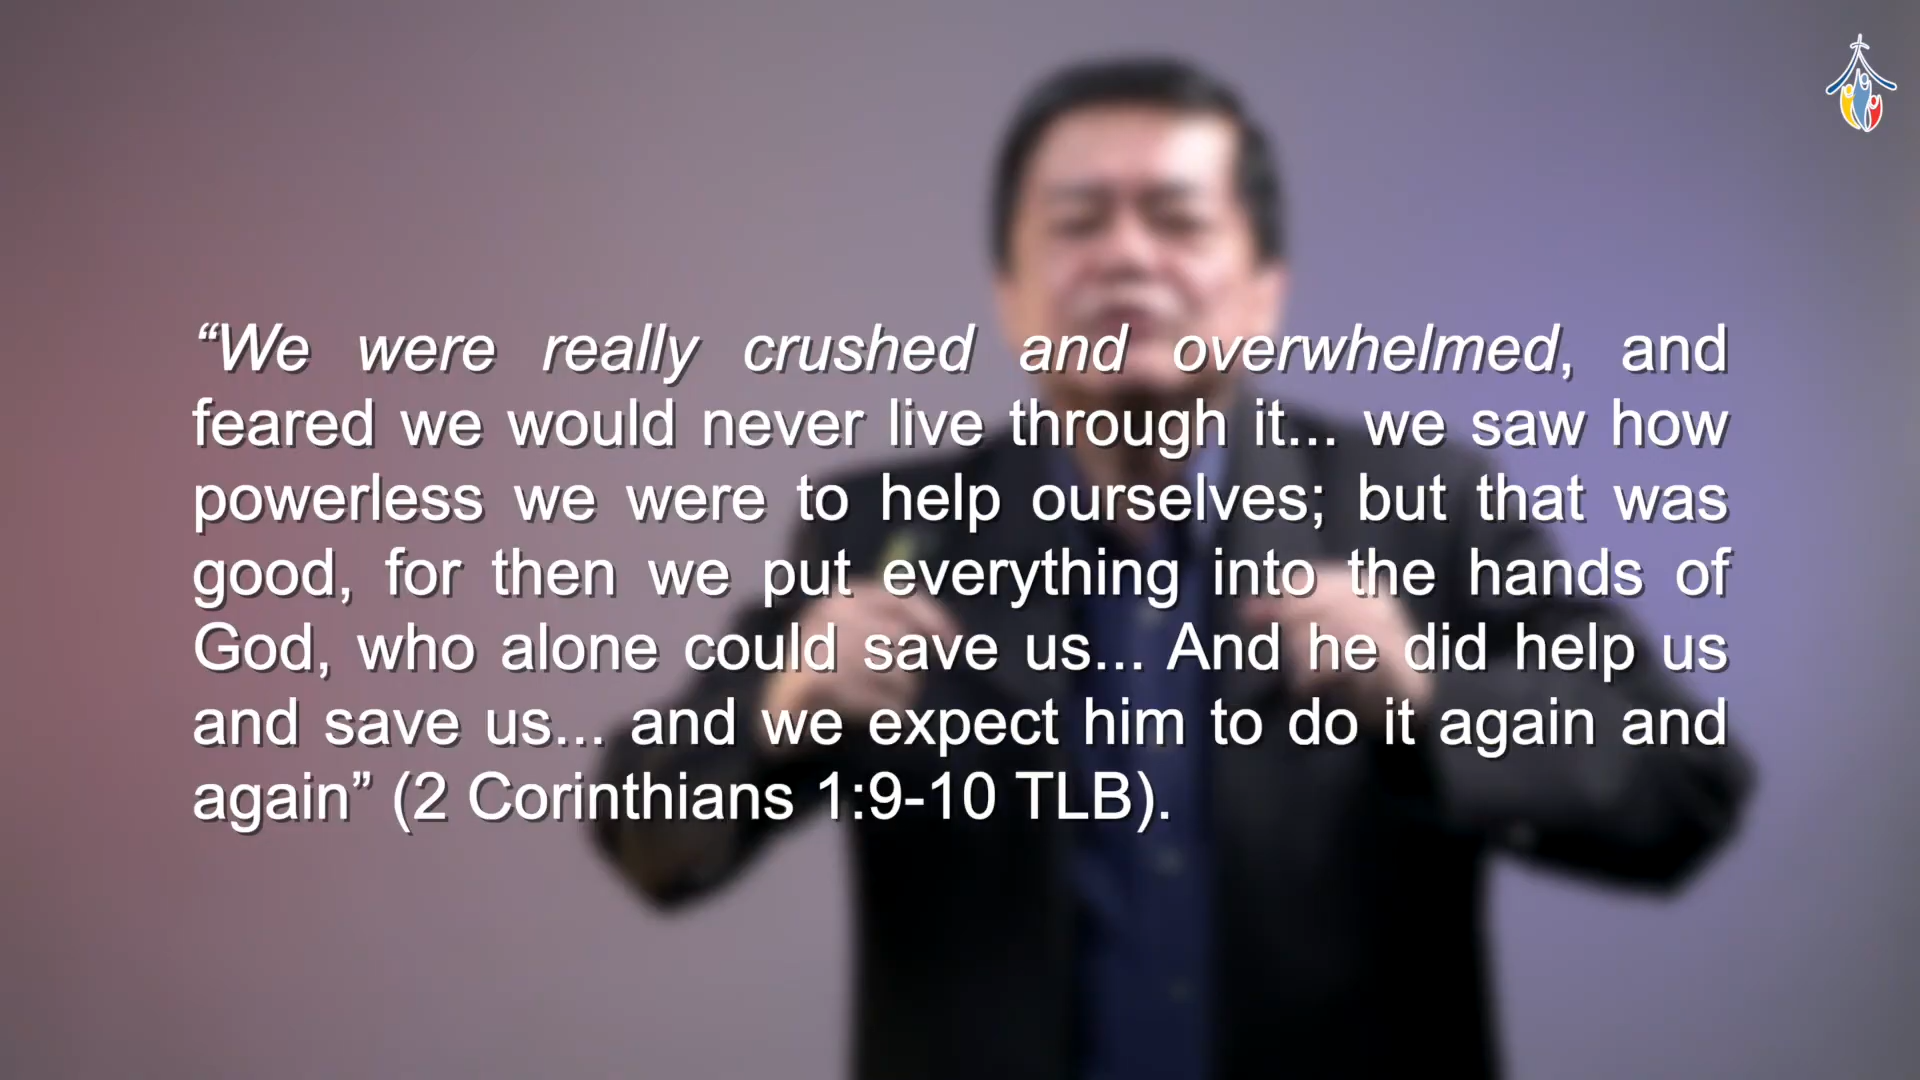 “We were really crushed and overwhelmed, and
feared we would never live through it... we saw how
powerless we were to help ourselves; but that was
good, for then we put everything into the hands of
God, who alone could save us... And he did help us
and save us... and we expect him to do it again and
again” (2 Corinthians 1:9-10 TLB).